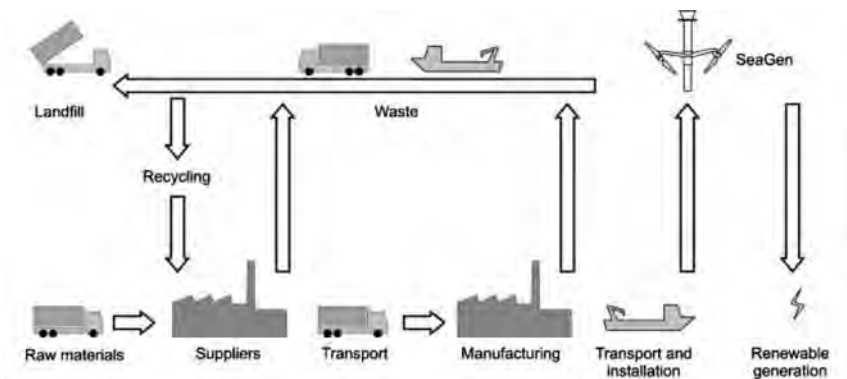 SeaGen
Landfill
Waste
Recycling
Raw materials
Suppliers
Transport
Manufacturing
Transport and
installation
Renewable
generation